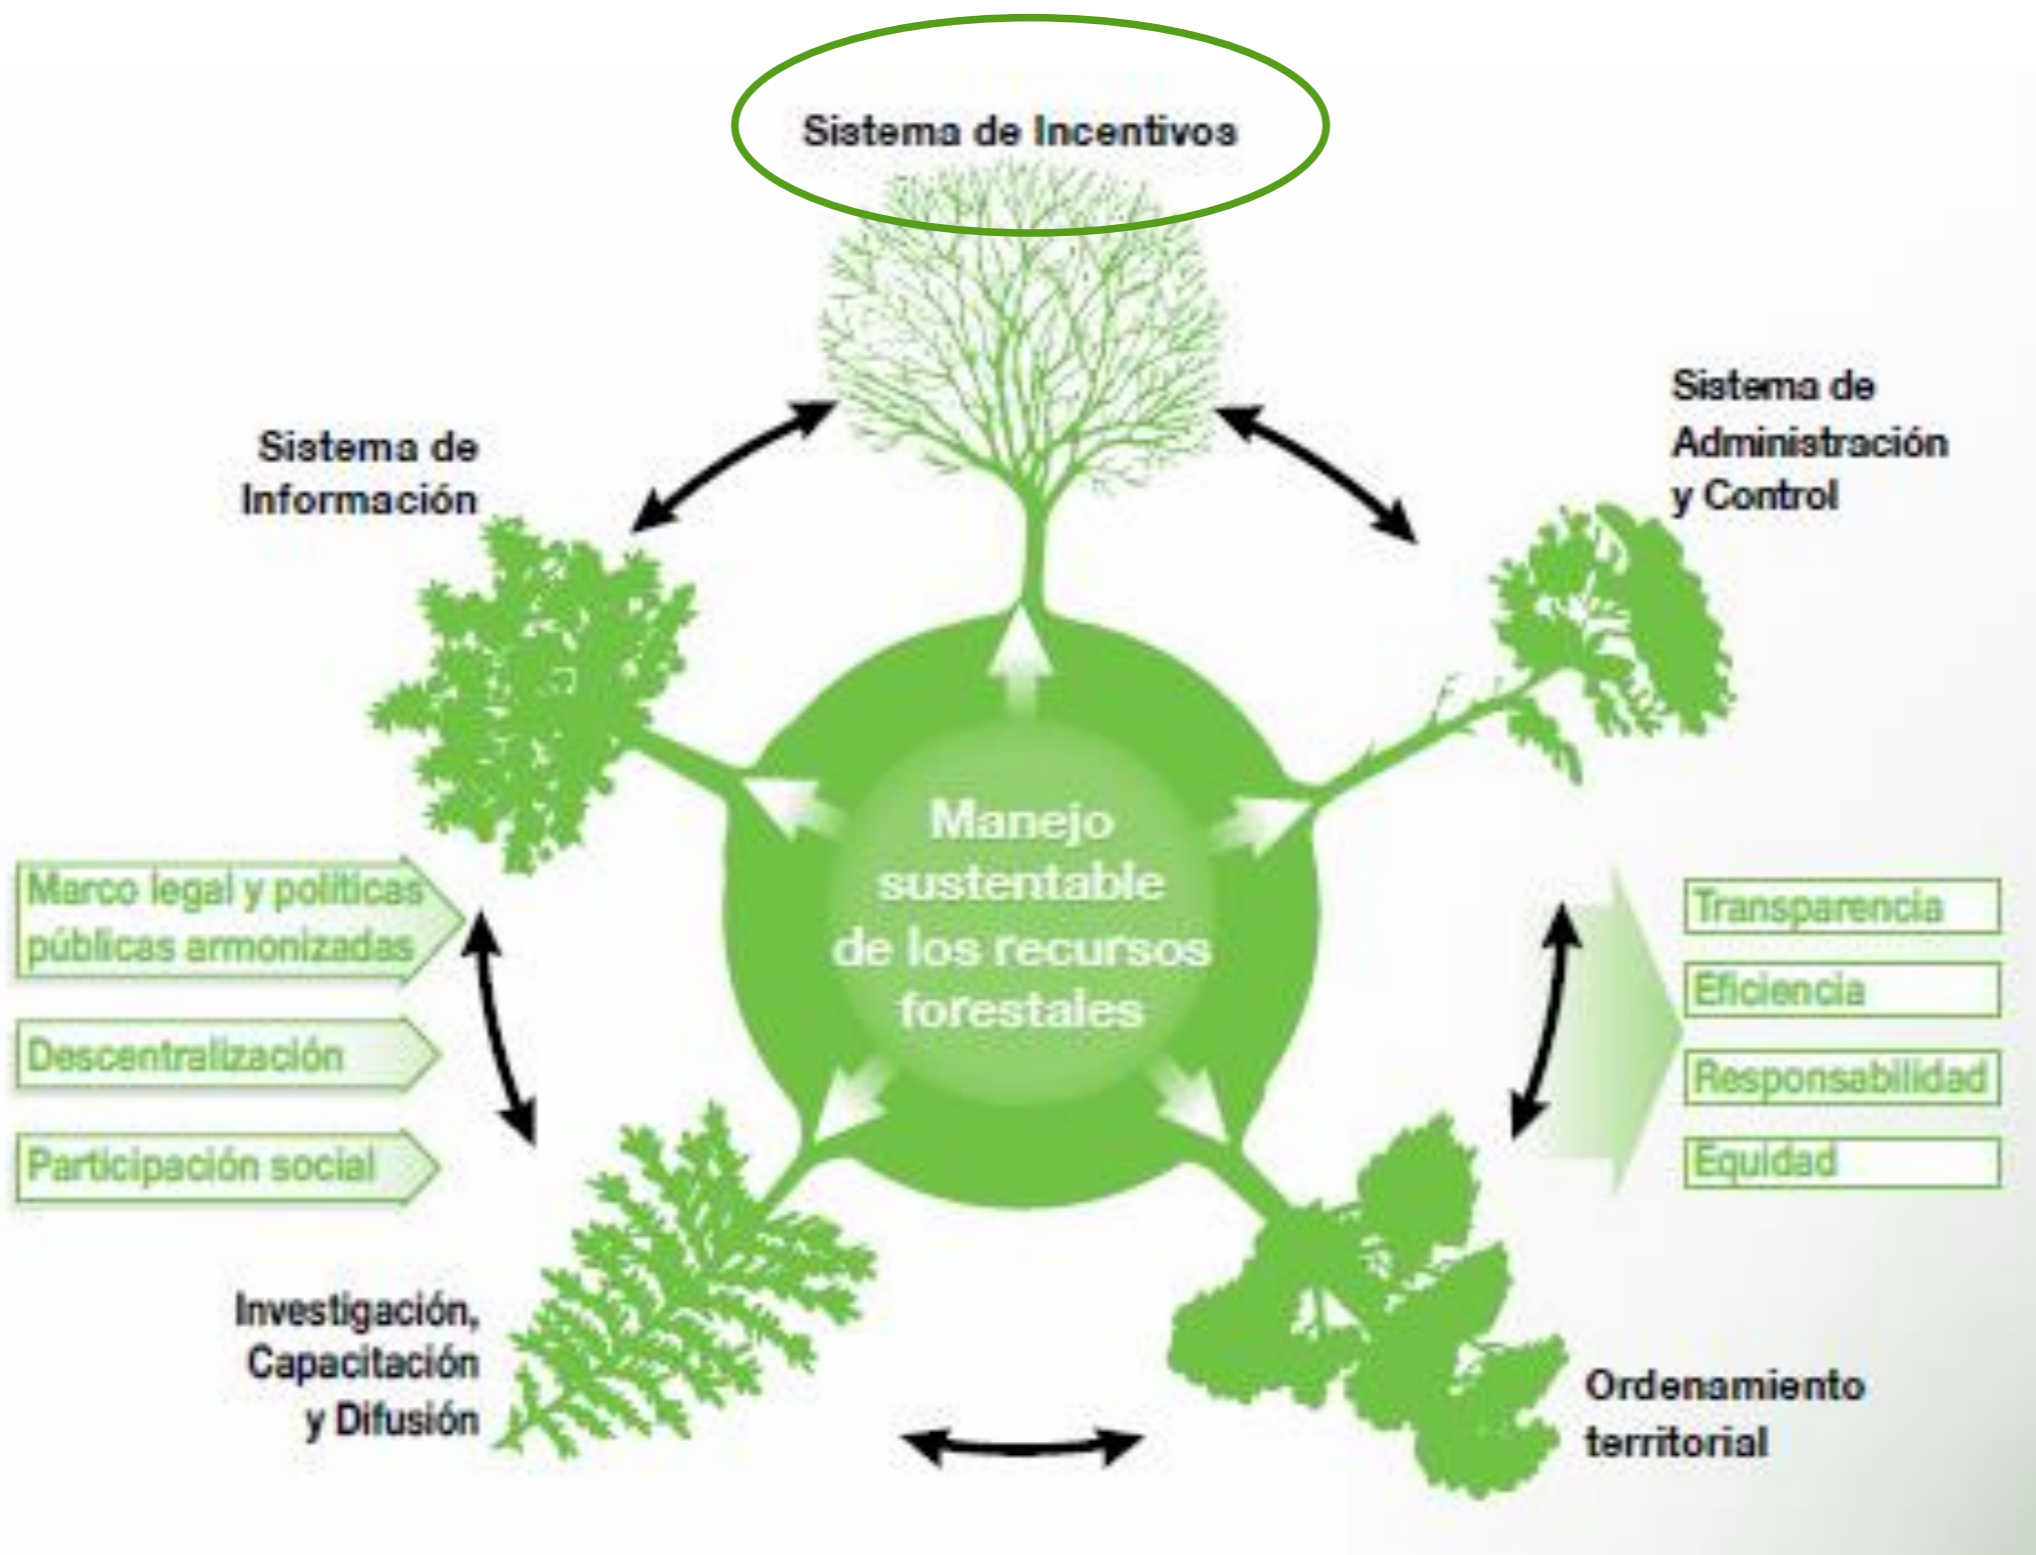 Sistema de Incentivos
Sistema de
Administración
y Control
Sistema de
Información
Manejo
sustentable
de los recursos
forestales
Marco legal y políticas
públicas armonizadas
Descentralización
Participación social
Transparencia
Eficiencia
Responsabilidad
Equidad
Investigación,
Capacitación
y Difusión
Ordenamiento
territorial